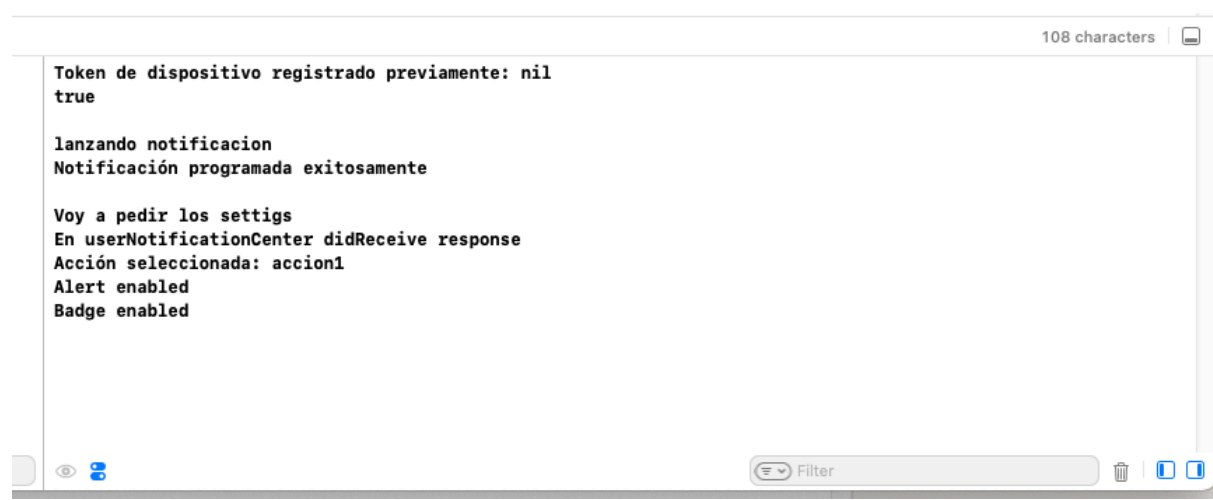 108 characters
Token de dispositivo registrado previamente: nil
true
lanzando notificacion
Notificación programada exitosamente
Voy a pedir los settigs
En userNotificationCenter didReceive response
Acción seleccionada: accion1
Alert enabled
Badge enabled
Filter